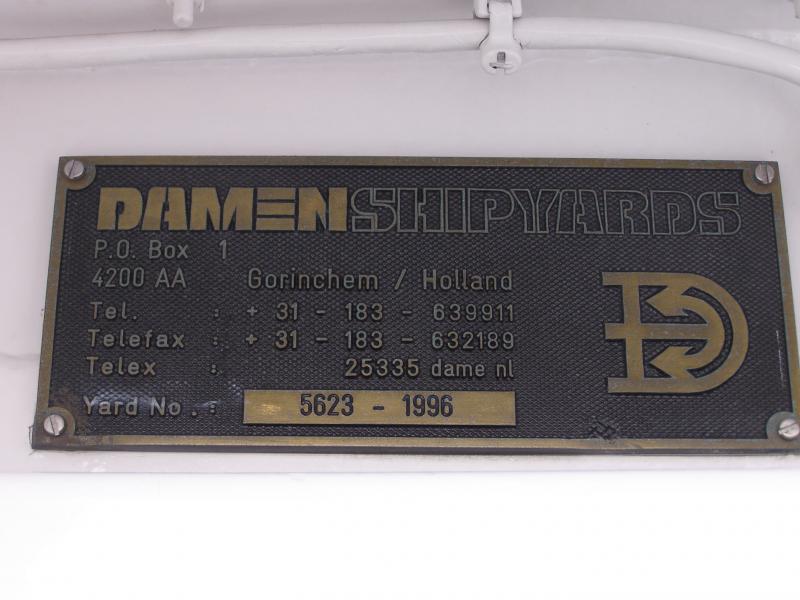 DAMEN SHIPYARDS
P.O. Box 1
4200 AA Gorinchem / Holland
Tel. : + 31 - 183 - 639911
Telefax : + 31 - 183 - 632189
Telex : 25335 dame nl
Yard No. : 5623 - 1996